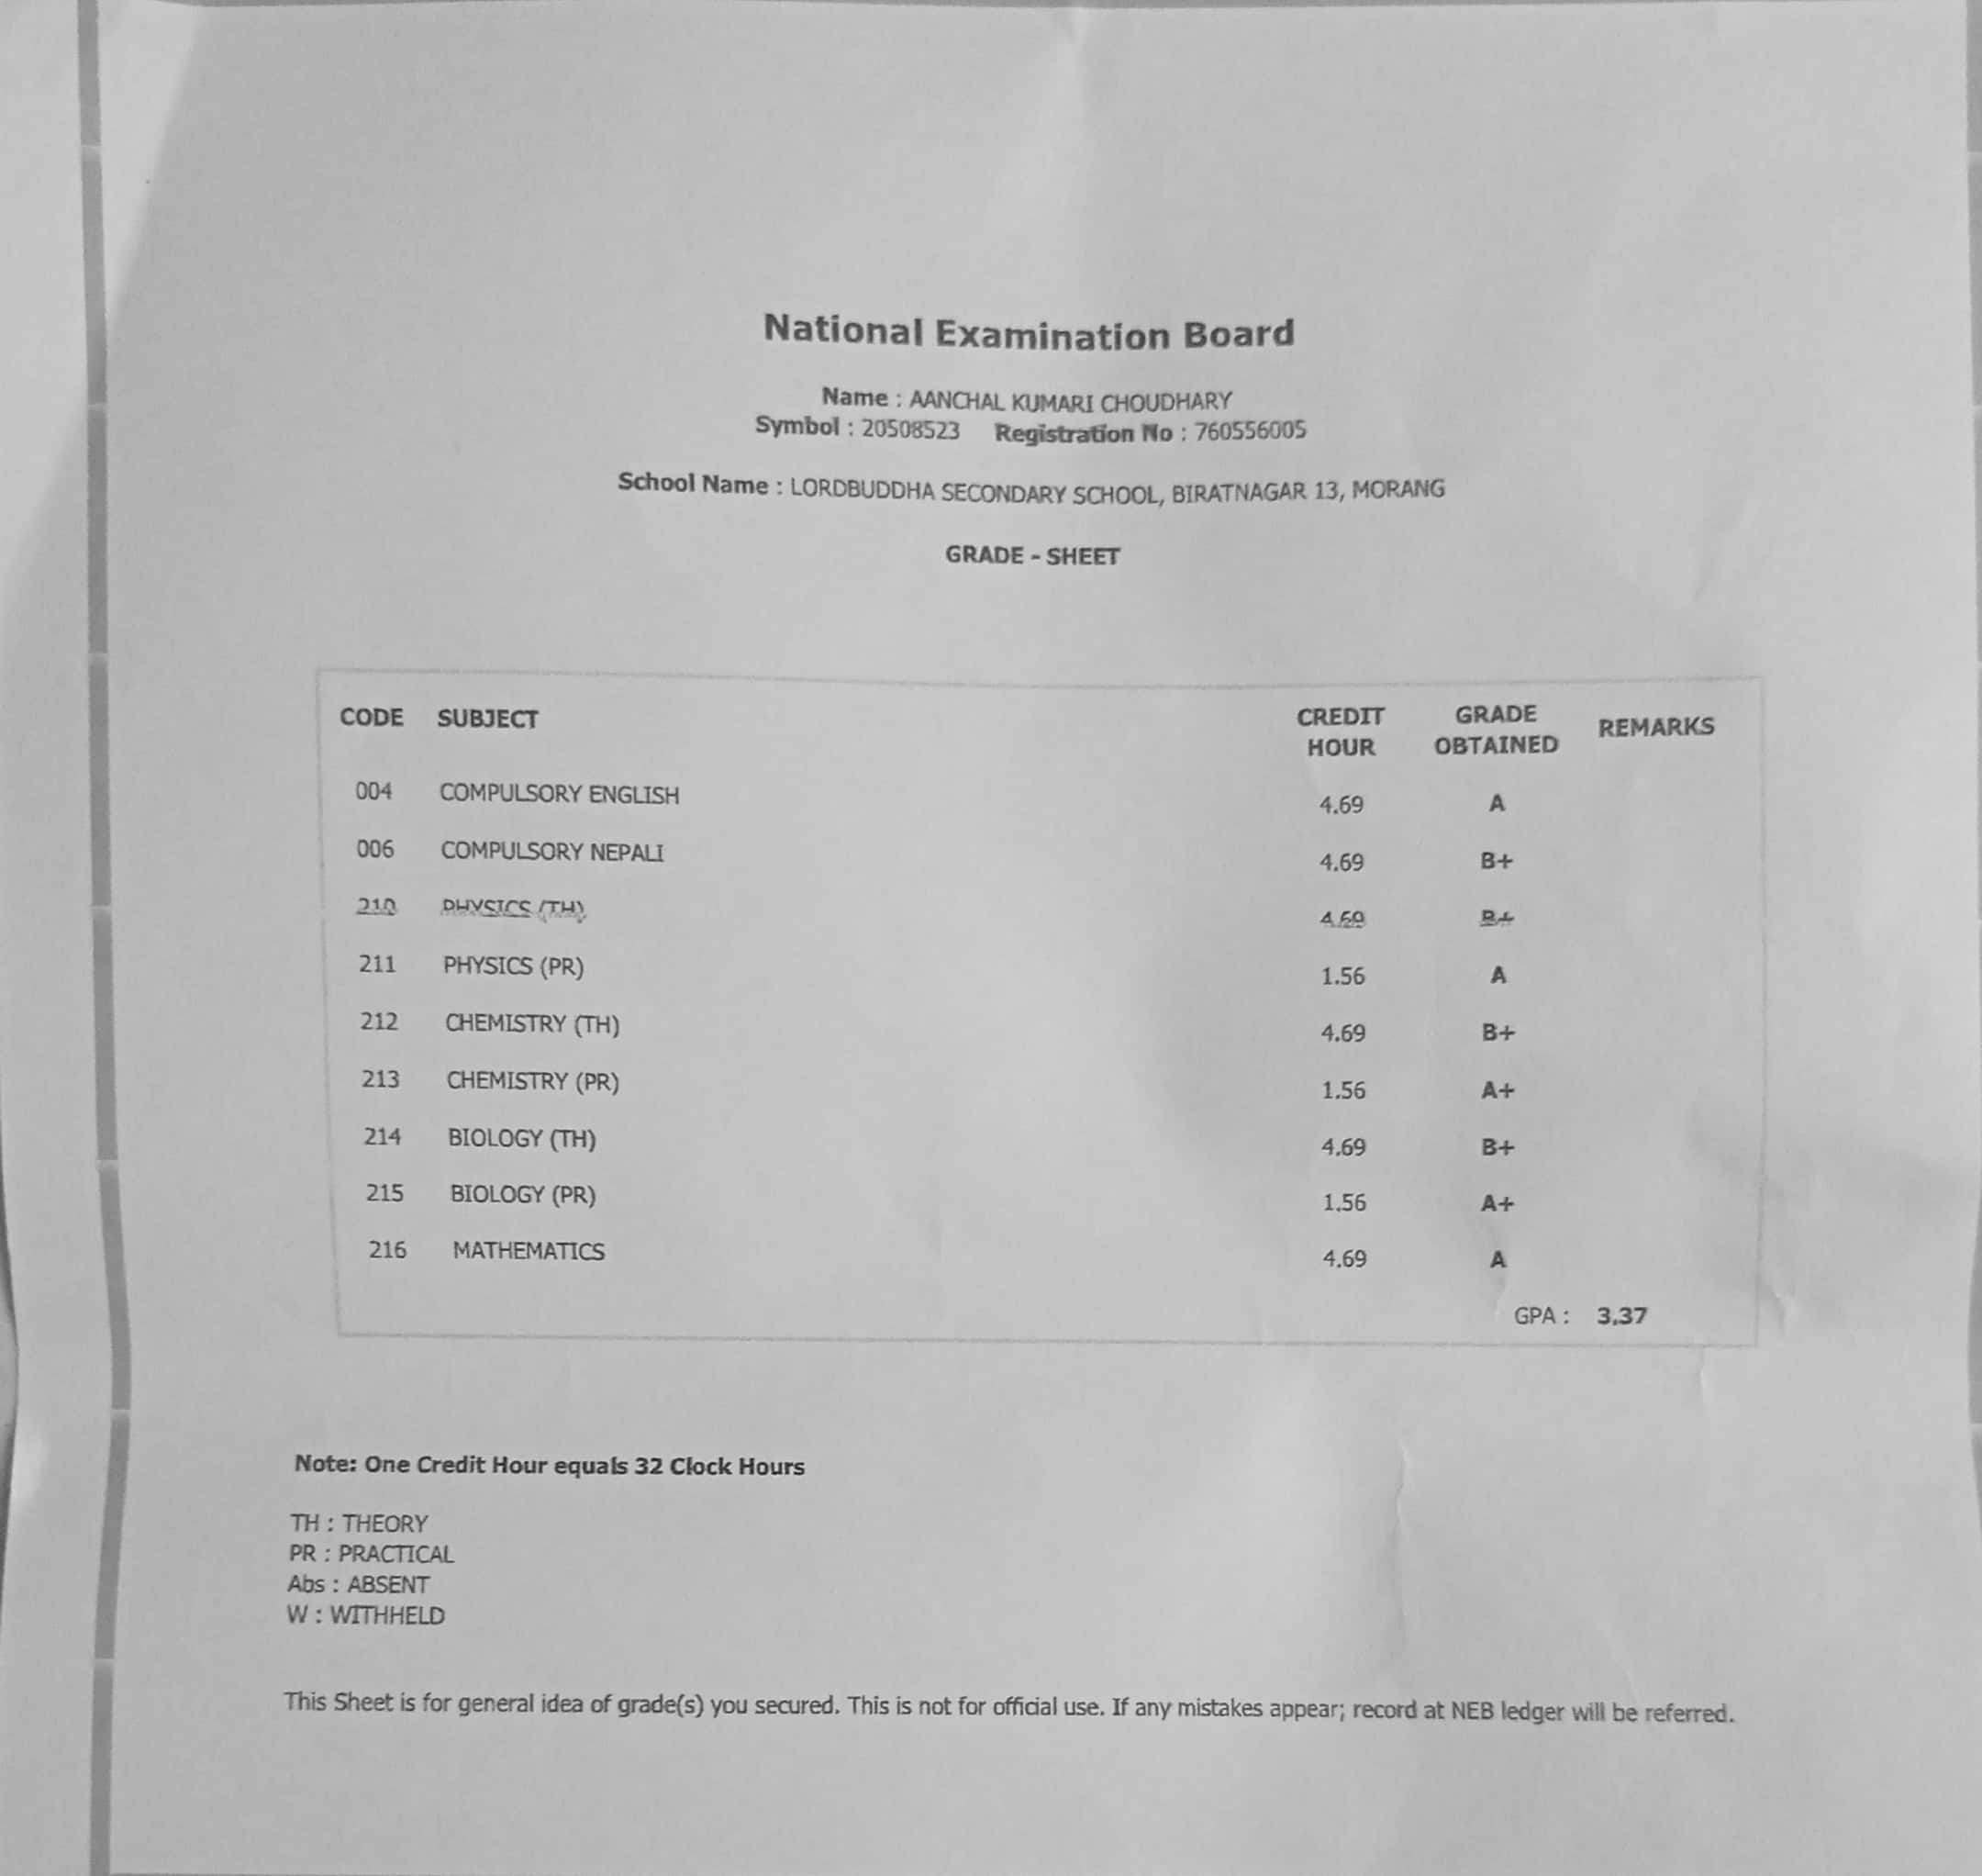 National Examination Board
Name : AANCHAL KUMARI CHOUDHARY
Symbol : 20508523 Registration No : 760556005
School Name : LORDBUDDHA SECONDARY SCHOOL, BIRATNAGAR 13, MORANG
GRADE - SHEET
CODE SUBJECT CREDIT HOUR GRADE OBTAINED REMARKS
004 COMPULSORY ENGLISH 4.69 A
006 COMPULSORY NEPALI 4.69 B+
210 PHYSICS (TH) 4.69 B+
211 PHYSICS (PR) 1.56 A
212 CHEMISTRY (TH) 4.69 B+
213 CHEMISTRY (PR) 1.56 A+
214 BIOLOGY (TH) 4.69 B+
215 BIOLOGY (PR) 1.56 A+
216 MATHEMATICS 4.69 A
GPA : 3.37
Note: One Credit Hour equals 32 Clock Hours
TH : THEORY
PR : PRACTICAL
Abs : ABSENT
W : WITHHELD
This Sheet is for general idea of grade(s) you secured. This is not for official use. If any mistakes appear; record at NEB ledger will be referred.